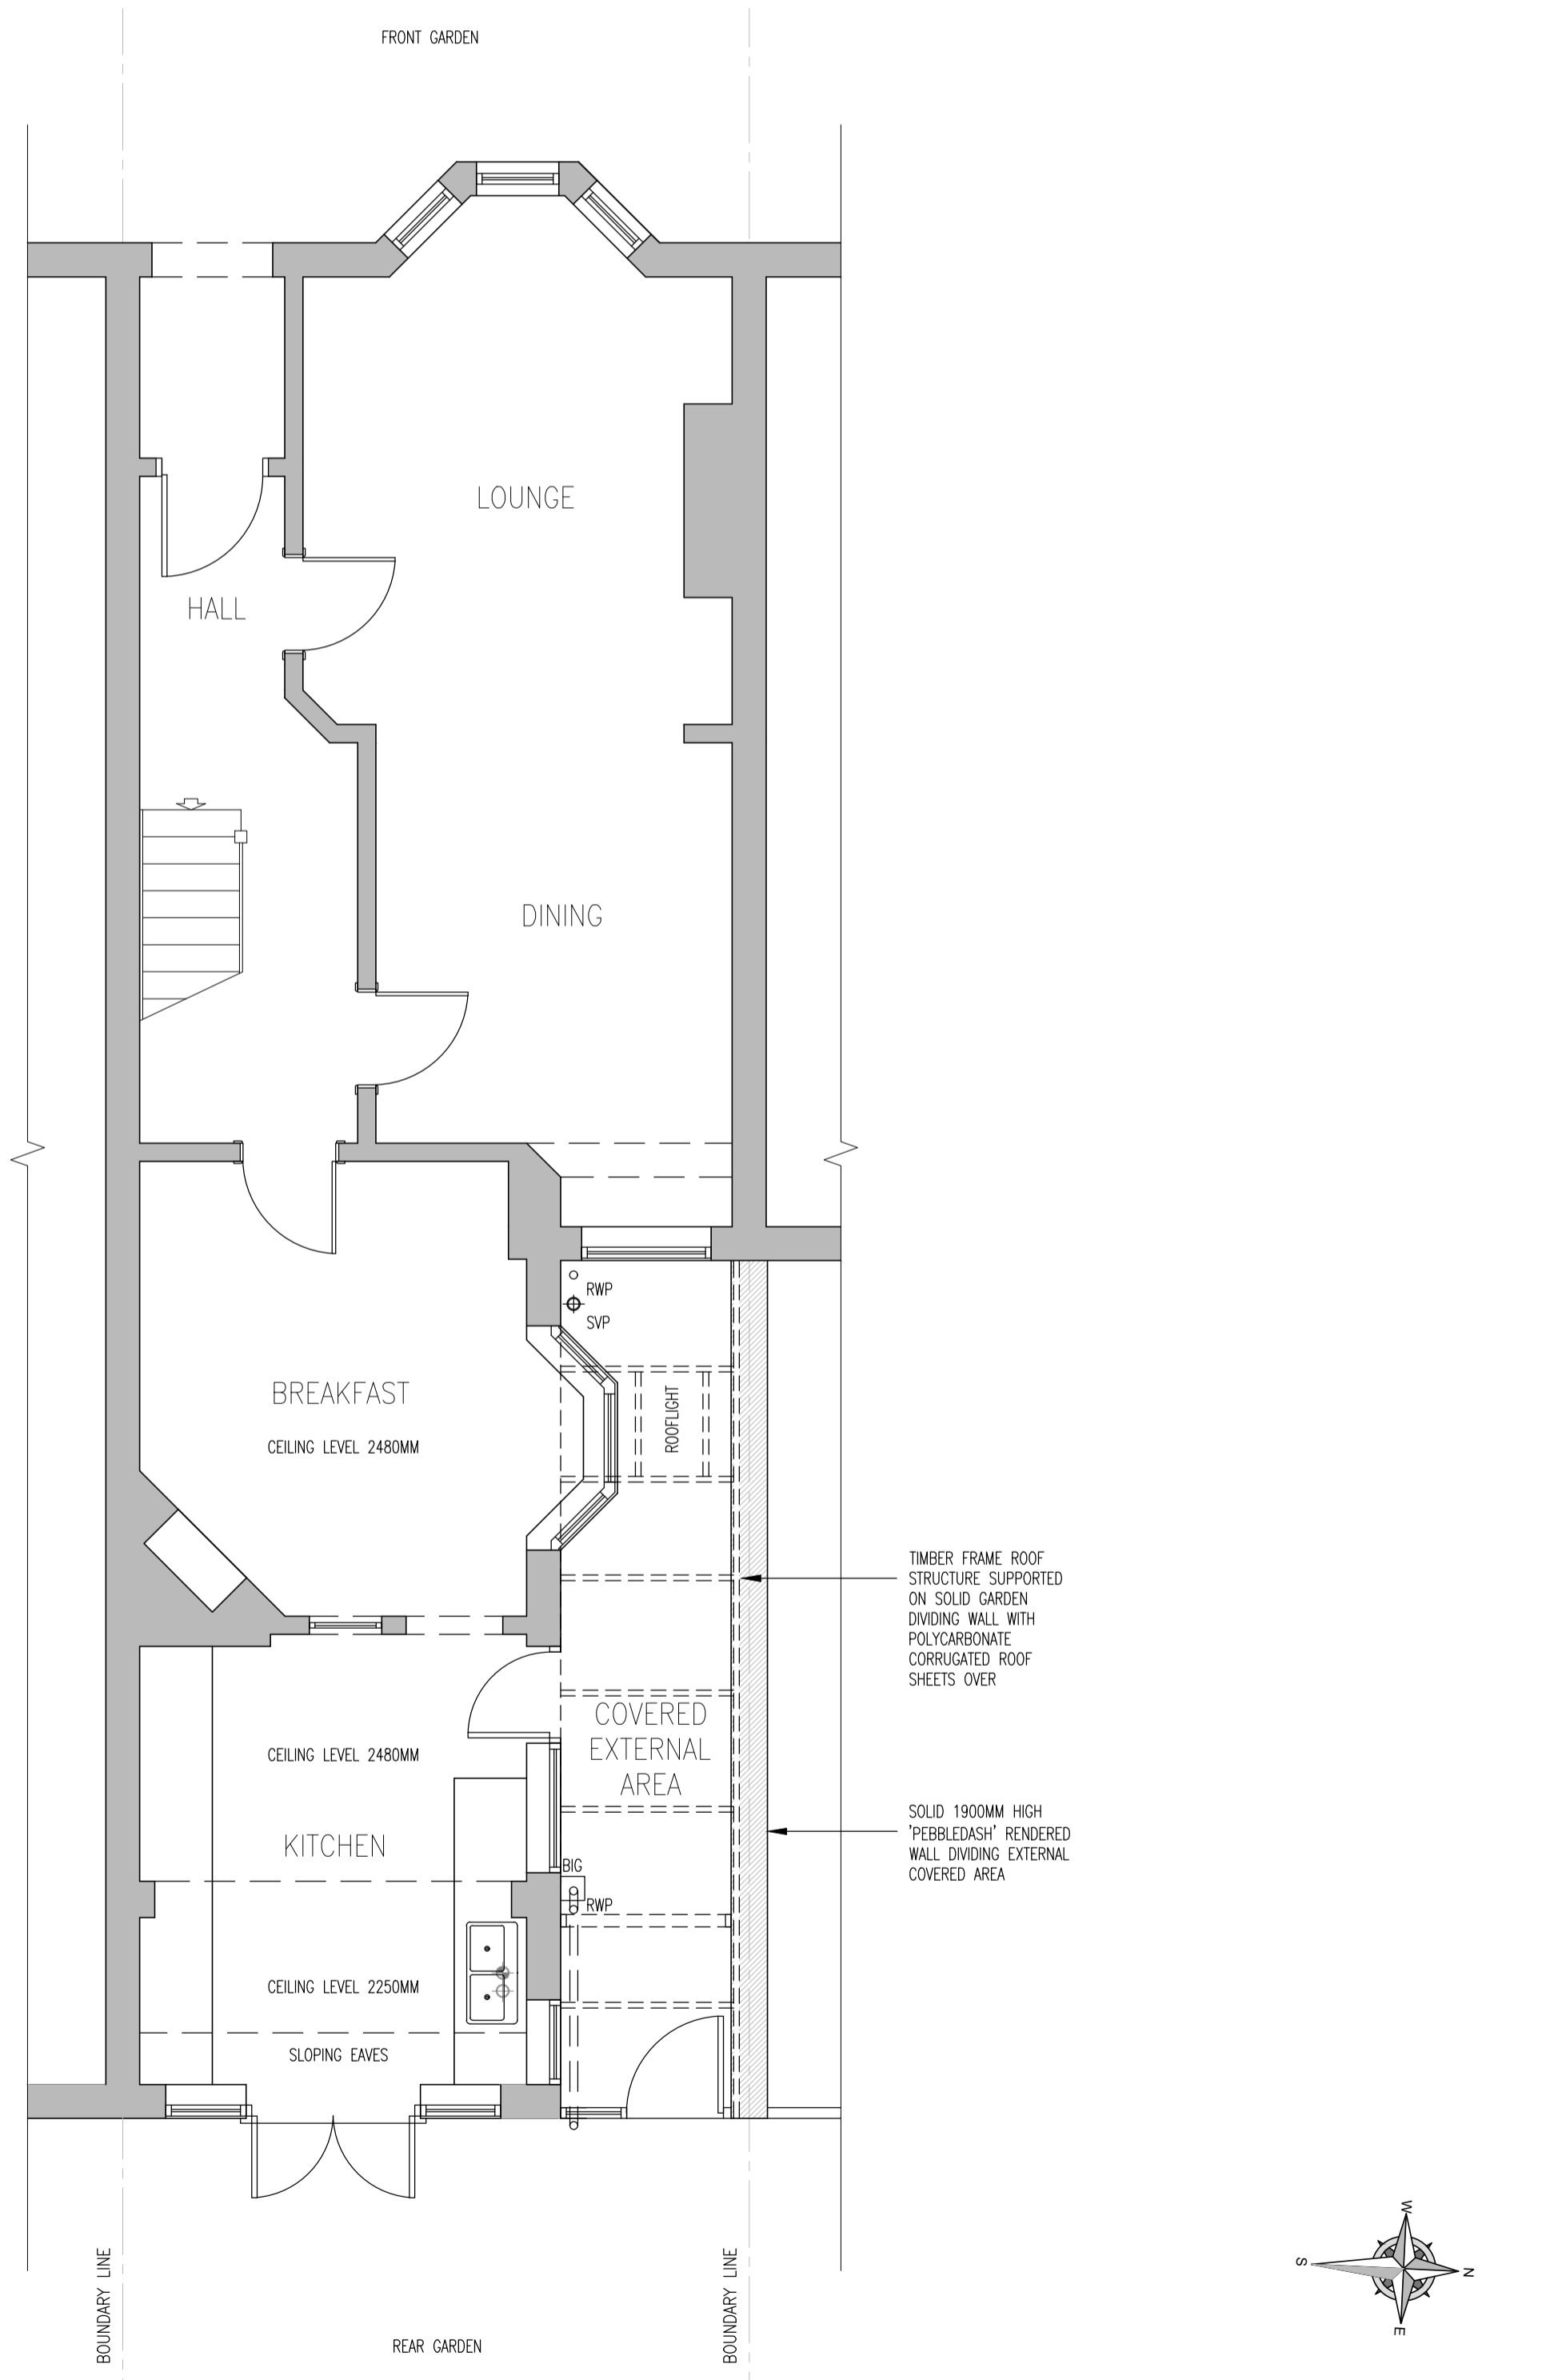 FRONT GARDEN
LOUNGE
HALL
DINING
RWP
SVP
BREAKFAST
CEILING LEVEL 2480MM
ROOFLIGHT
TIMBER FRAME ROOF
STRUCTURE SUPPORTED
ON SOLID GARDEN
DIVIDING WALL WITH
POLYCARBONATE
CORRUGATED ROOF
SHEETS OVER
COVERED
EXTERNAL
AREA
CEILING LEVEL 2480MM
KITCHEN
SOLID 1900MM HIGH
'PEBBLEDASH' RENDERED
WALL DIVIDING EXTERNAL
COVERED AREA
BIG
RWP
CEILING LEVEL 2250MM
SLOPING EAVES
BOUNDARY LINE
BOUNDARY LINE
REAR GARDEN
W
S
N
E